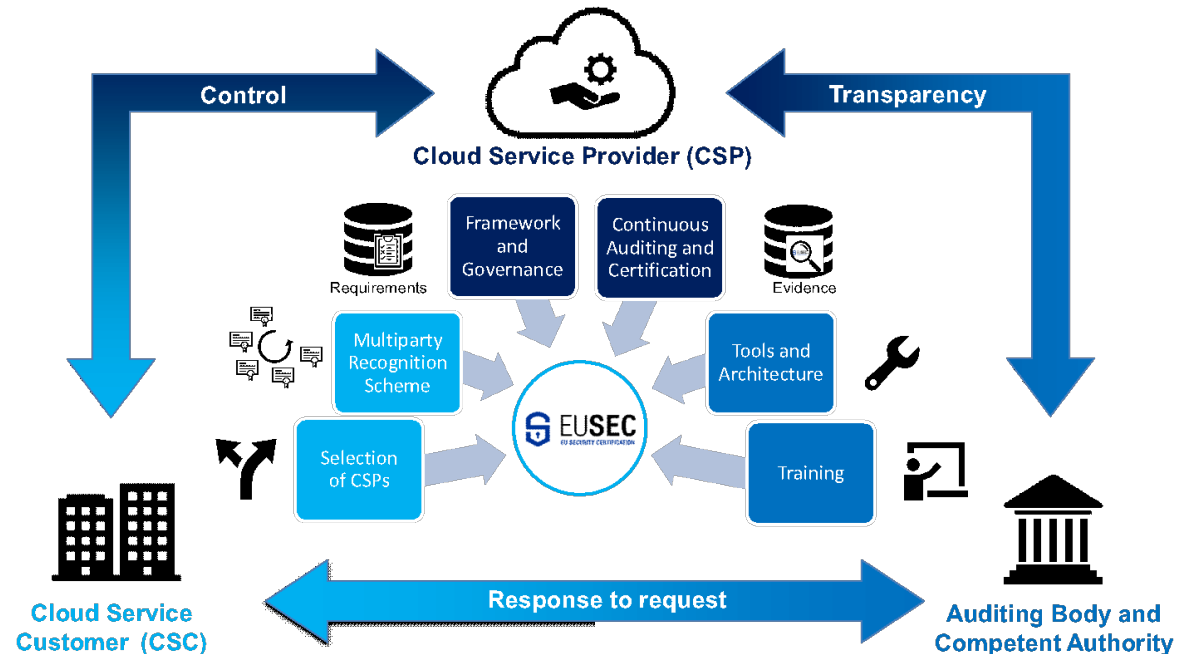 Control
Transparency
Cloud Service Provider (CSP)
Framework
and
Governance
Continuous
Auditing and
Certification
Requirements
Evidence
Multiparty
Recognition
Scheme
Tools and
Architecture
EUSEC
EU SECURITY CERTIFICATION
Selection
of CSPs
Training
Response to request
Cloud Service
Customer (CSC)
Auditing Body and
Competent Authority